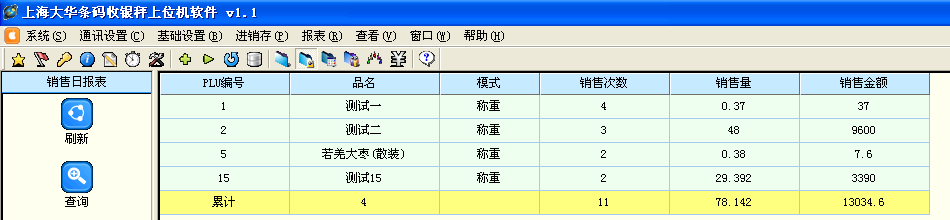 上海大华条码收银秤上位机软件 v1.1
系统(S) 通讯设置(C) 基础设置(B) 进销存(F) 报表(R) 查看(V) 窗口(W) 帮助(H)
销售日报表
刷新
查询
PLU编号 品名 模式 销售次数 销售量 销售金额
1 测试一 称重 4 0.37 37
2 测试二 称重 3 48 9600
5 若羌大枣(散装) 称重 2 0.38 7.6
15 测试15 称重 2 29.392 3390
累计 4 11 78.142 13034.6